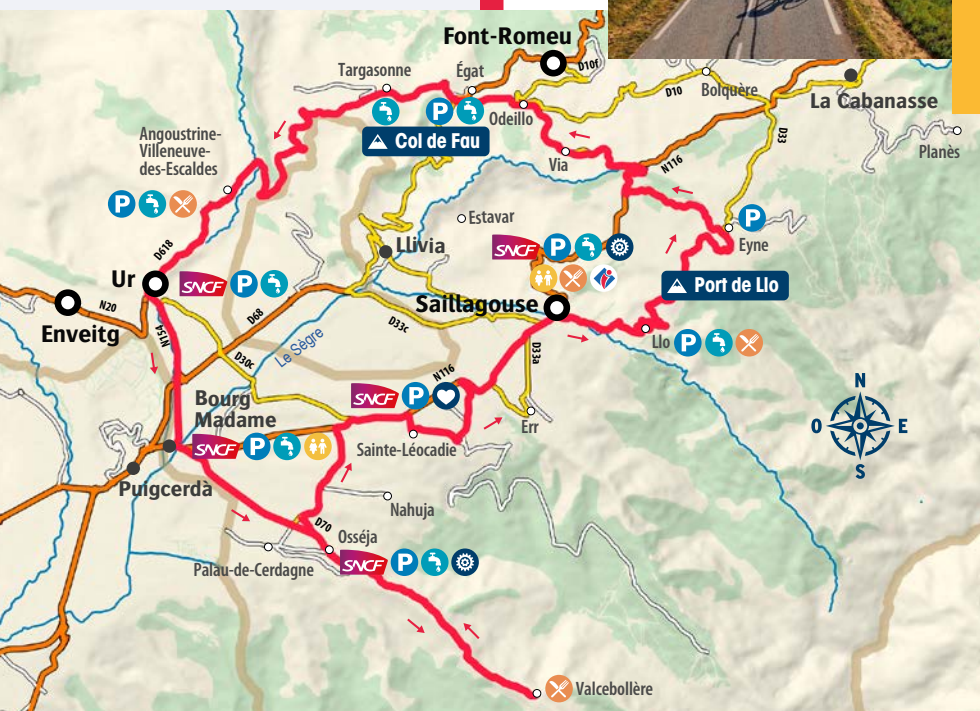 Font-Romeu
D10f
Targasonne
Égat
P
Odeillo
D10
Bolquère
La Cabanasse
Col de Fau
Angoustrine-
Villeneuve-
des-Escaldes
D33
Planès
Via
N116
P
D618
Estavar
P
Eyne
Llivia
SNCF P
Ur
SNCF P
Port de Llo
Saillagouse
N20
Enveitg
D68
D33c
Le Sègre
N154
Llo P
D33a
D30c
N116
N
Bourg
Madame
SNCF P
O E
Err
S
SNCF P
Sainte-Léocadie
Puigcerdà
Nahuja
D70
Osséja
Palau-de-Cerdagne
SNCF P
Valcebollère